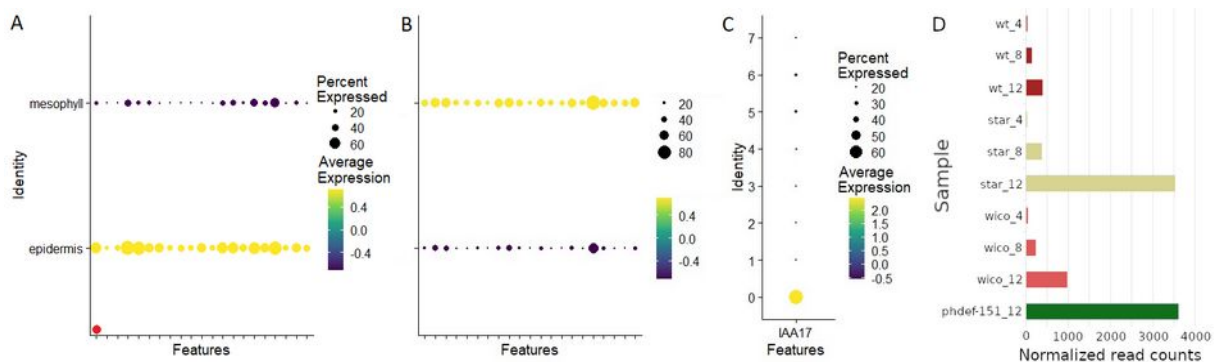 A
mesophyll
epidermis
Identity
Features
Percent
Expressed
20
40
60
Average
Expression
0.4
0.0
-0.4
B
Features
20
40
60
80
0.4
0.0
-0.4
C
7
6
5
4
3
2
1
0
Identity
IAA17
Features
Percent
Expressed
20
30
40
50
60
Average
Expression
2.0
1.5
1.0
0.5
0.0
-0.5
D
Sample
wt_4
wt_8
wt_12
star_4
star_8
star_12
wico_4
wico_8
wico_12
phdef-151_12
0 1000 2000 3000 4000
Normalized read counts